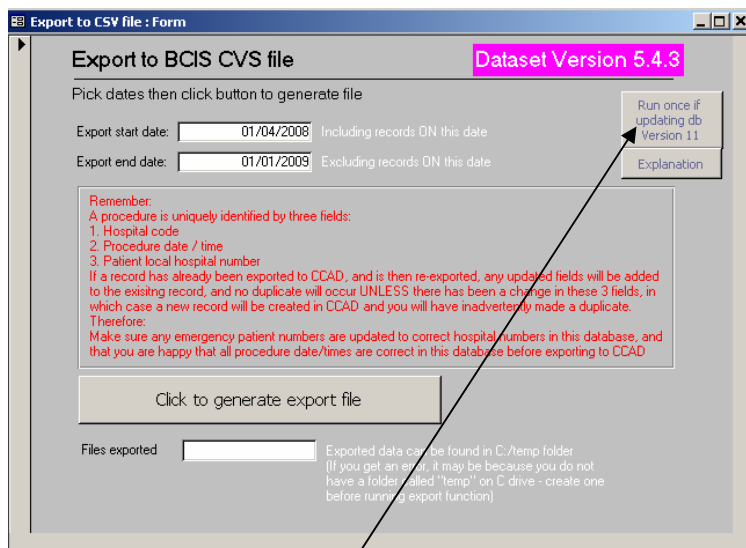 Export to CSV file : Form
Export to BCIS CVS file
Dataset Version 5.4.3
Pick dates then click button to generate file
Run once if
updating db
Version 11
Export start date: 01/04/2008 Including records ON this date
Export end date: 01/01/2009 Excluding records ON this date
Explanation
Remember:
A procedure is uniquely identified by three fields:
1. Hospital code
2. Procedure date / time
3. Patient local hospital number
If a record has already been exported to CCAD, and is then re-exported, any updated fields will be added
to the exisitng record, and no duplicate will occur UNLESS there has been a change in these 3 fields, in
which case a new record will be created in CCAD and you will have inadvertently made a duplicate.
Therefore:
Make sure any emergency patient numbers are updated to correct hospital numbers in this database, and
that you are happy that all procedure date/times are correct in this database before exporting to CCAD
Click to generate export file
Files exported
Exported data can be found in C:/temp folder
(If you get an error, it may be because you do not
have a folder called "temp" on C drive - create one
before running export function)